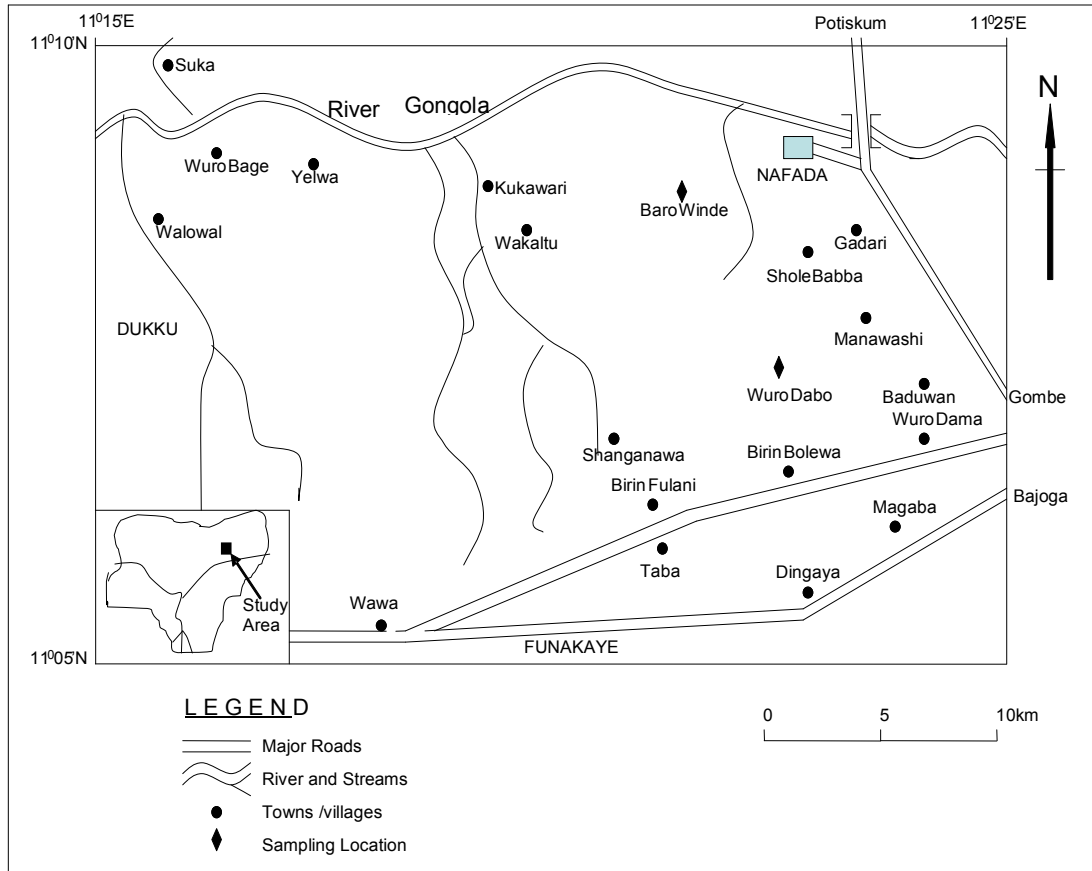 11⁰15'E
11⁰25'E
Potiskum
11⁰10'N
Suka
N
River Gongola
Wuro Bage
Yelwa
NAFADA
Kukawari
Baro Winde
Walowal
Wakaltu
Gadari
Shole Babba
DUKKU
Manawashi
Wuro Dabo
Baduwan
Gombe
Wuro Dama
Shanganawa
Birin Bolewa
Birin Fulani
Magaba
Bajoga
Taba
Dingaya
Study
Area
Wawa
FUNAKAYE
11⁰05'N
LEGEND
0 5 10km
Major Roads
River and Streams
Towns /villages
Sampling Location